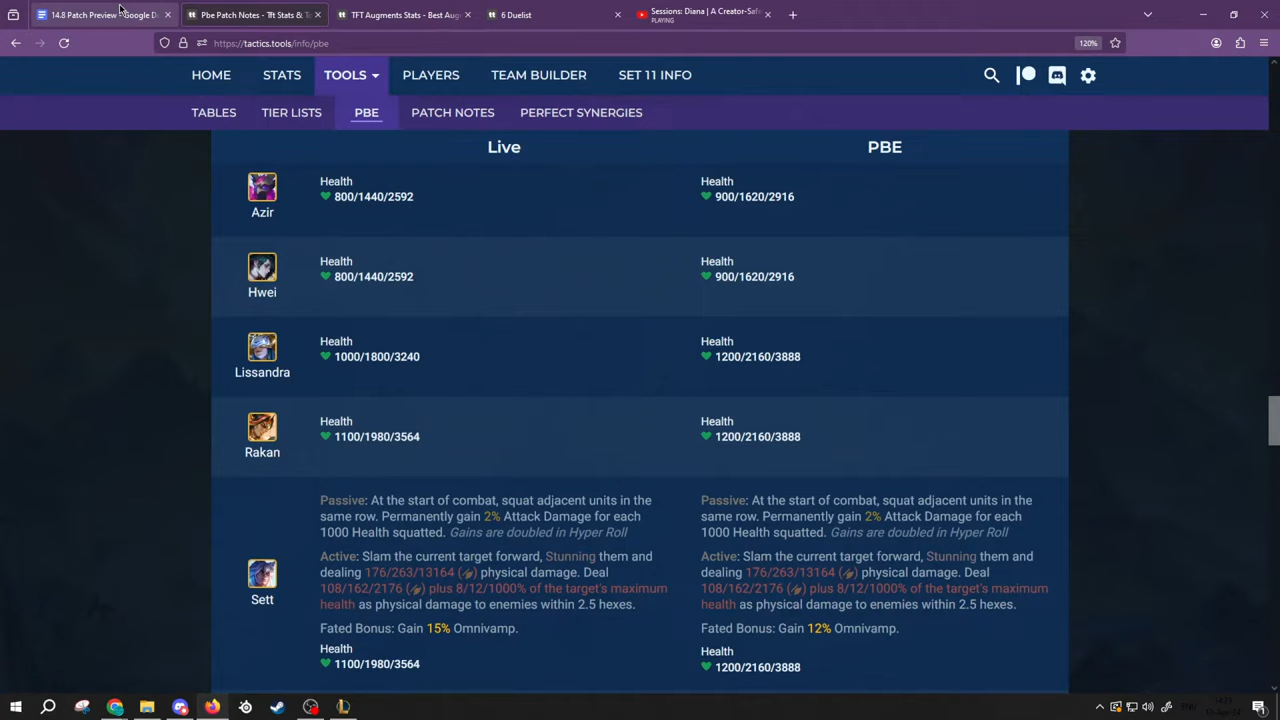 14.8 Patch Preview - Google D
Pbe Patch Notes - Tft Stats & T
TFT Augments Stats - Best Aug
6 Duelist
Sessions: Diana | A Creator-Safe
PLAYING
https://tactics.tools/info/pbe
120%
HOME
STATS
TOOLS
PLAYERS
TEAM BUILDER
SET 11 INFO
TABLES
TIER LISTS
PBE
PATCH NOTES
PERFECT SYNERGIES
Live
PBE
Azir
Health
800/1440/2592
Health
900/1620/2916
Hwei
Health
800/1440/2592
Health
900/1620/2916
Lissandra
Health
1000/1800/3240
Health
1200/2160/3888
Rakan
Health
1100/1980/3564
Health
1200/2160/3888
Sett
Passive: At the start of combat, squat adjacent units in the
same row. Permanently gain 2% Attack Damage for each
1000 Health squatted. Gains are doubled in Hyper Roll
Active: Slam the current target forward, Stunning them and
dealing 176/263/13164 ( ) physical damage. Deal
108/162/2176 ( ) plus 8/12/1000% of the target's maximum
health as physical damage to enemies within 2.5 hexes.
Fated Bonus: Gain 15% Omnivamp.
Health
1100/1980/3564
Passive: At the start of combat, squat adjacent units in the
same row. Permanently gain 2% Attack Damage for each
1000 Health squatted. Gains are doubled in Hyper Roll
Active: Slam the current target forward, Stunning them and
dealing 176/263/13164 ( ) physical damage. Deal
108/162/2176 ( ) plus 8/12/1000% of the target's maximum
health as physical damage to enemies within 2.5 hexes.
Fated Bonus: Gain 12% Omnivamp.
Health
1200/2160/3888